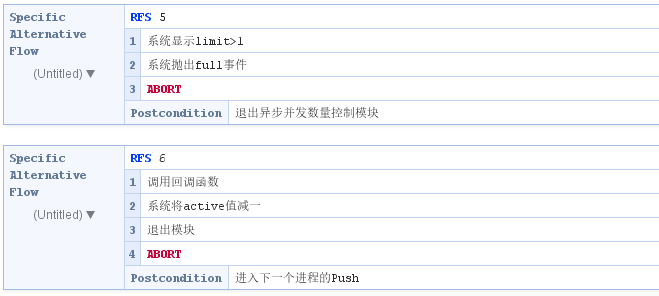 Specific Alternative Flow
(Untitled) ▼
RFS 5
1 系统显示limit>1
2 系统抛出full事件
3 ABORT
Postcondition 退出异步并发数量控制模块
Specific Alternative Flow
(Untitled) ▼
RFS 6
1 调用回调函数
2 系统将active值减一
3 退出模块
4 ABORT
Postcondition 进入下一个进程的Push